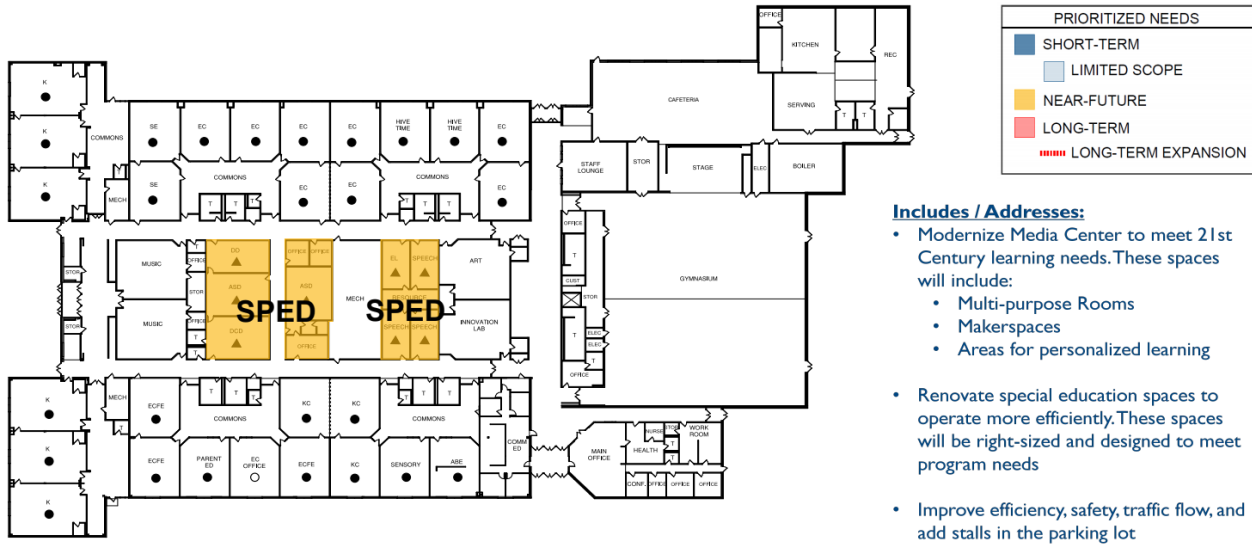 OFFICE
KITCHEN
REC
SERVING
T
T
CAFETERIA
PRIORITIZED NEEDS
SHORT-TERM
LIMITED SCOPE
NEAR-FUTURE
LONG-TERM
LONG-TERM EXPANSION
K
K
K
COMMONS
MECH
T
SE
EC
EC
EC
EC
HIVE
TIME
HIVE
TIME
EC
SE
COMMONS
EC
EC
COMMONS
EC
T
T
T
T
T
T
STAFF
LOUNGE
STOR
STAGE
ELEC
BOILER
STOR
STOR
MUSIC
MUSIC
T
OFFICE
T
OFFICE
T
DD
ASD
DCD
SPED
OFFICE
OFFICE
ASD
OFFICE
MECH
EL
SPEECH
RESOURCE
SPED
SPEECH
SPEECH
ART
INNOVATION
LAB
OFFICE
T
CUST
STOR
T
ELEC
ELEC
OFFICE
GYMNASIUM
K
K
K
MECH
T
ECFE
COMMONS
T
T
T
KC
KC
COMMONS
T
T
T
ECFE
PARENT
ED
EC
OFFICE
ECFE
KC
SENSORY
ABE
COMM
ED
MAIN
OFFICE
NURSE
HEALTH
STOR
T
T
WORK
ROOM
CONF.
OFFICE
OFFICE
OFFICE
Includes / Addresses:
• Modernize Media Center to meet 21st
Century learning needs. These spaces
will include:
• Multi-purpose Rooms
• Makerspaces
• Areas for personalized learning
• Renovate special education spaces to
operate more efficiently. These spaces
will be right-sized and designed to meet
program needs
• Improve efficiency, safety, traffic flow, and
add stalls in the parking lot